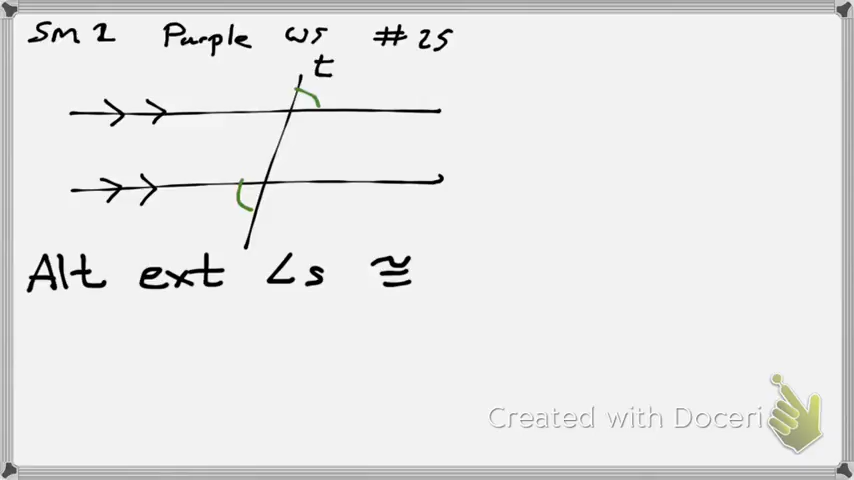 Sm 2 Purple ws # 25
t
Alt ext ∠s ≅
Created with Doceri